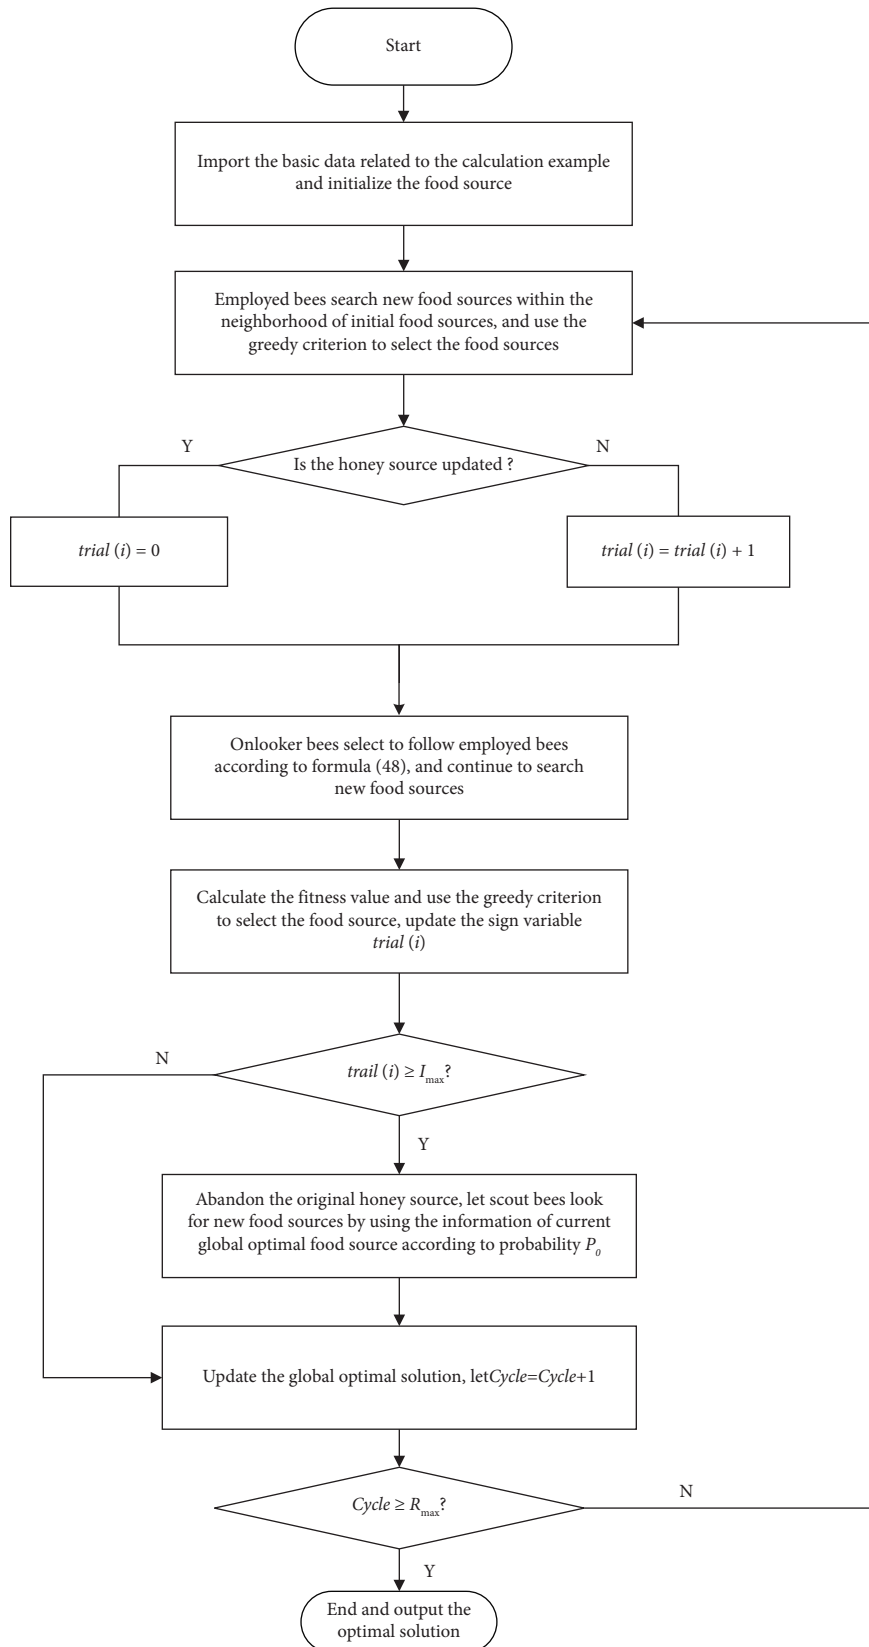 Start
Import the basic data related to the calculation example
and initialize the food source
Employed bees search new food sources within the
neighborhood of initial food sources, and use the
greedy criterion to select the food sources
Y
N
Is the honey source updated ?
trial (i) = 0
trial (i) = trial (i) + 1
Onlooker bees select to follow employed bees
according to formula (48), and continue to search
new food sources
Calculate the fitness value and use the greedy criterion
to select the food source, update the sign variable
trial (i)
N
trail (i) ≥ Imax?
Y
Abandon the original honey source, let scout bees look
for new food sources by using the information of current
global optimal food source according to probability P0
Update the global optimal solution, letCycle=Cycle+1
Cycle ≥ Rmax?
N
Y
End and output the
optimal solution